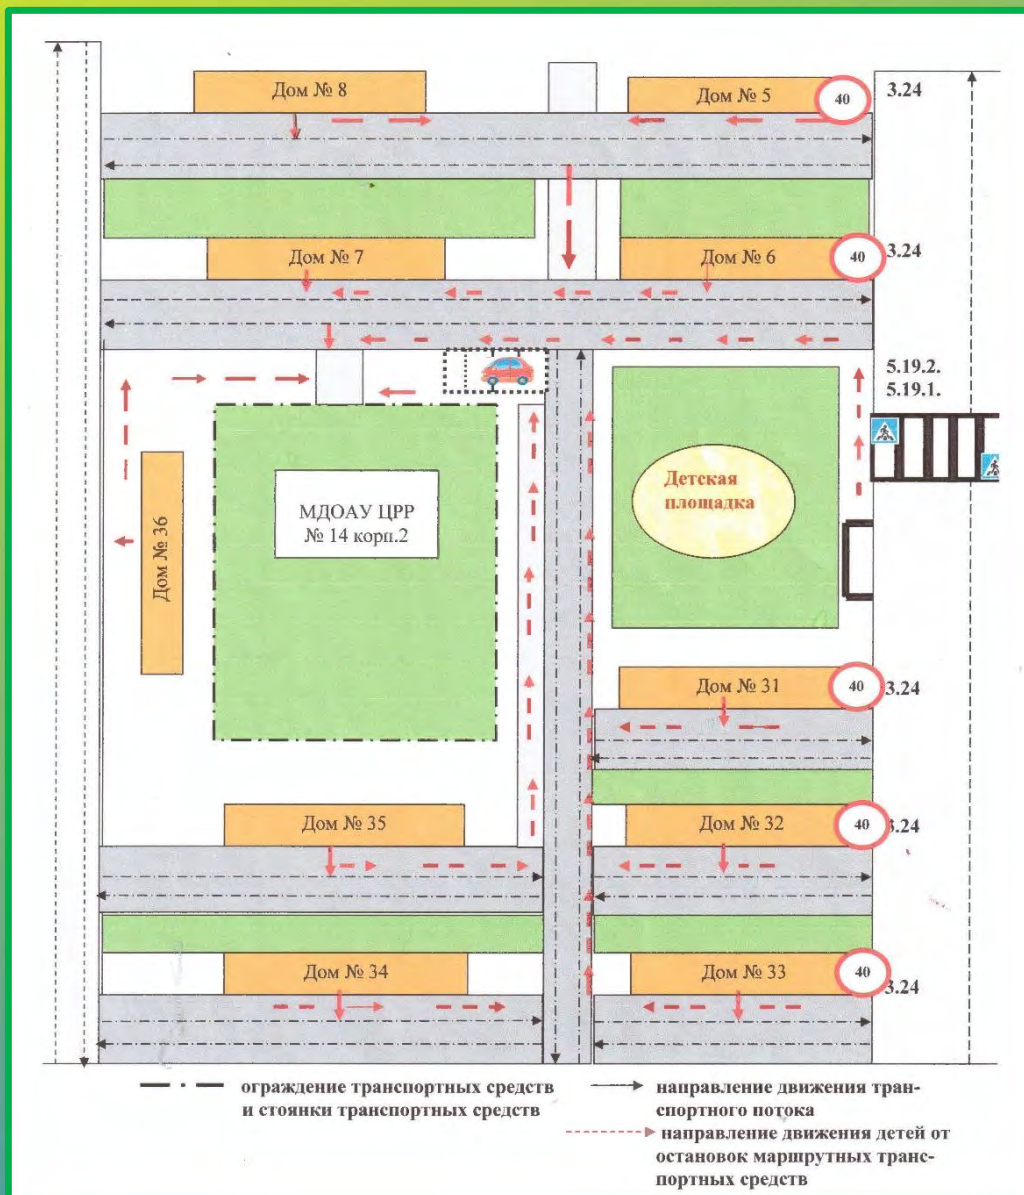 Дом № 8
Дом № 5
40
3.24
Дом № 7
Дом № 6
40
3.24
5.19.2.
5.19.1.
Детская
площадка
МДОАУ ЦРР
№ 14 корп.2
Дом № 36
Дом № 31
40
3.24
Дом № 35
Дом № 32
40
3.24
Дом № 34
Дом № 33
40
3.24
ограждение транспортных средств
и стоянки транспортных средств
направление движения тран-
спортного потока
направление движения детей от
остановок маршрутных транс-
портных средств